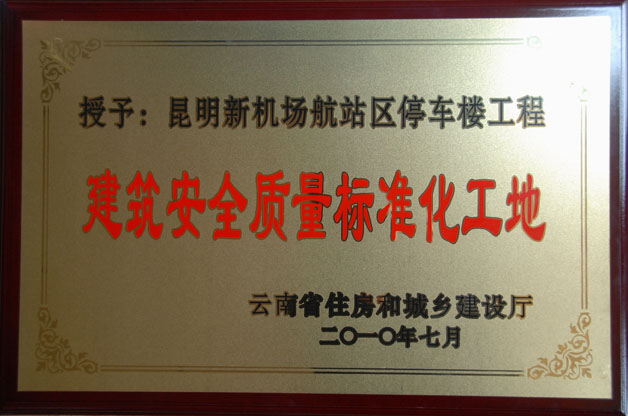 授予：昆明新机场航站区停车楼工程
建筑安全质量标准化工地
云南省住房和城乡建设厅
二〇一〇年七月